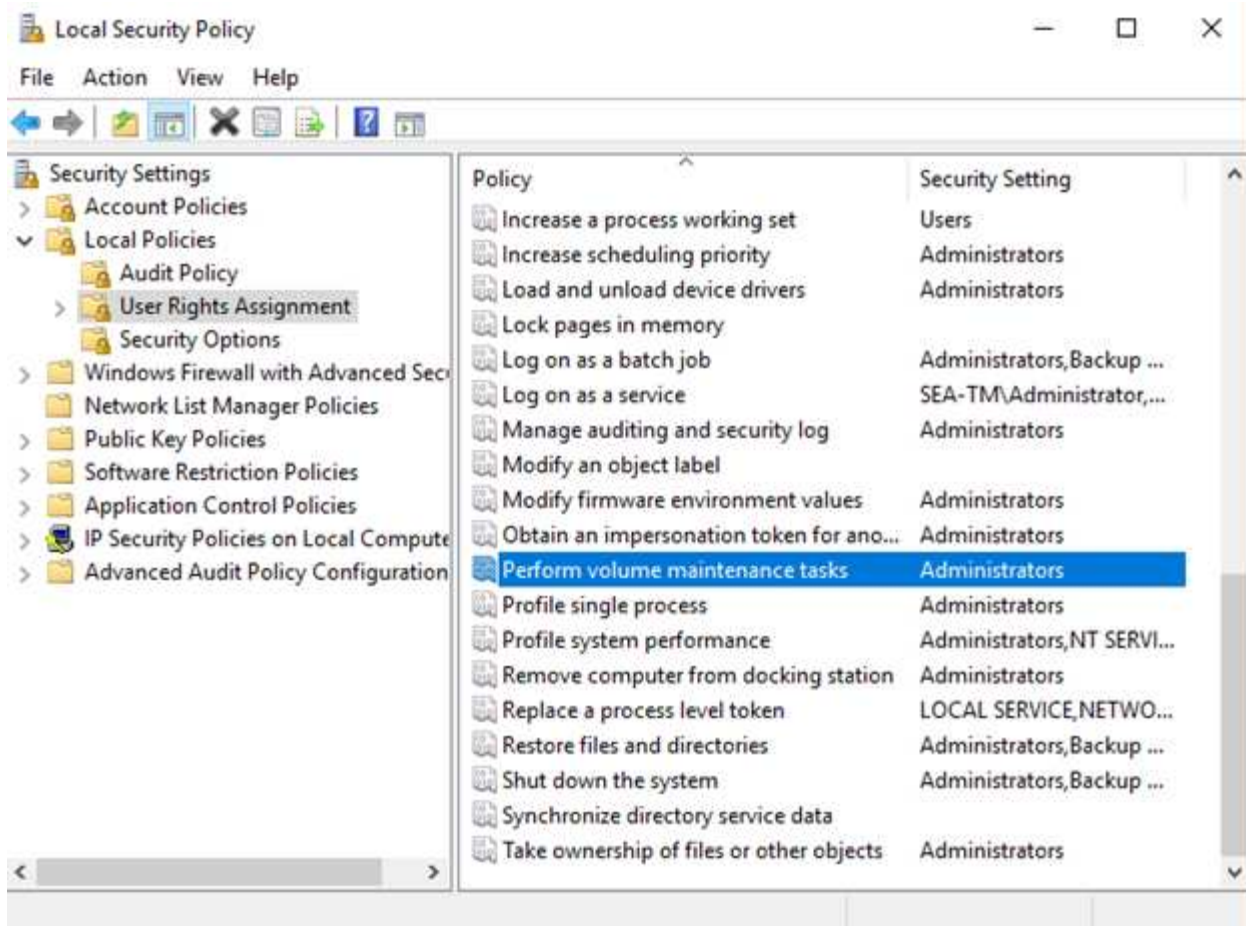 Local Security Policy
File Action View Help
Security Settings
Account Policies
Local Policies
Audit Policy
User Rights Assignment
Security Options
Windows Firewall with Advanced Secu
Network List Manager Policies
Public Key Policies
Software Restriction Policies
Application Control Policies
IP Security Policies on Local Compute
Advanced Audit Policy Configuration
Policy Security Setting
Increase a process working set Users
Increase scheduling priority Administrators
Load and unload device drivers Administrators
Lock pages in memory
Log on as a batch job Administrators,Backup ...
Log on as a service SEA-TM\Administrator,...
Manage auditing and security log Administrators
Modify an object label
Modify firmware environment values Administrators
Obtain an impersonation token for ano... Administrators
Perform volume maintenance tasks Administrators
Profile single process Administrators
Profile system performance Administrators,NT SERVI...
Remove computer from docking station Administrators
Replace a process level token LOCAL SERVICE,NETWO...
Restore files and directories Administrators,Backup ...
Shut down the system Administrators,Backup ...
Synchronize directory service data
Take ownership of files or other objects Administrators